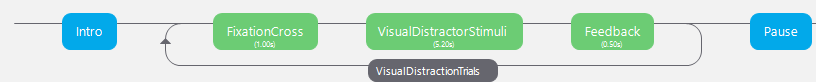 Intro
FixationCross
(1.00s)
VisualDistractorStimuli
(5.20s)
Feedback
(0.50s)
Pause
VisualDistractionTrials